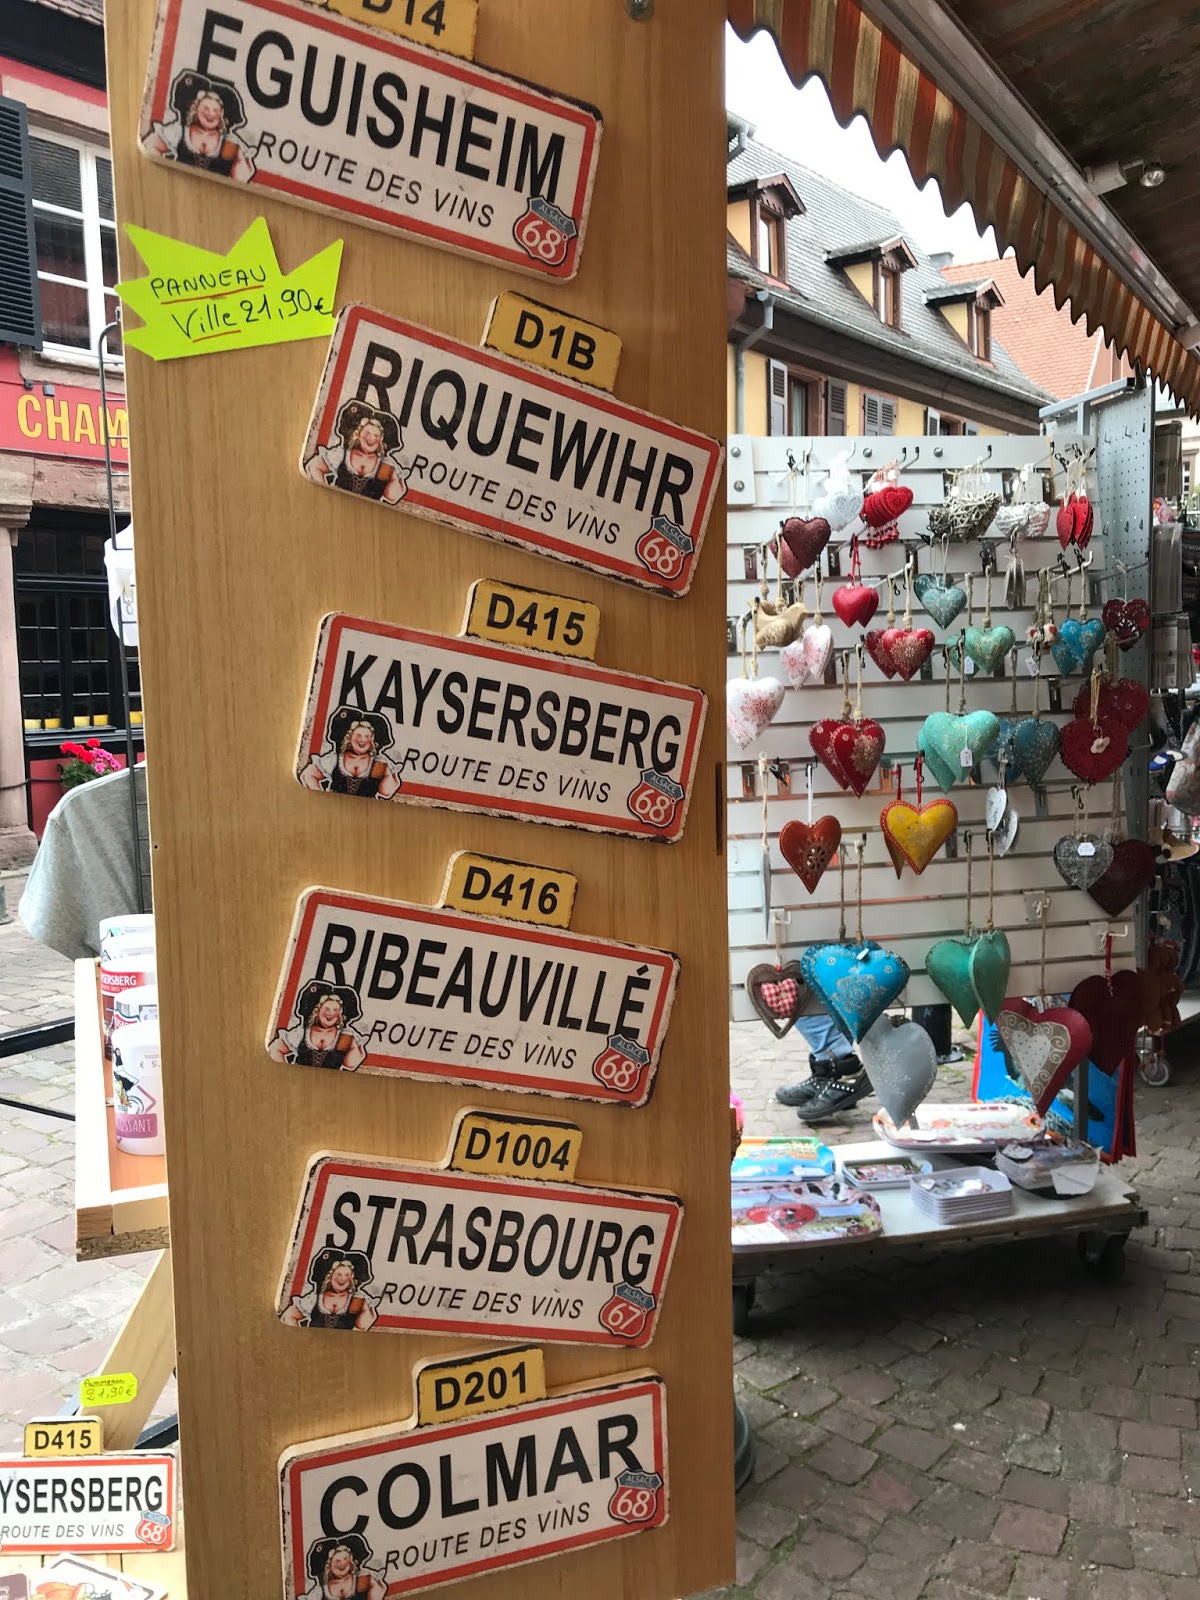 D14
EGUISHEIM
ROUTE DES VINS
ALSACE
68
PANNEAU
Ville 21,90€
D1B
RIQUEWIHR
ROUTE DES VINS
ALSACE
68
CHAM
D415
KAYSERSBERG
ROUTE DES VINS
ALSACE
68
D416
RIBEAUVILLÉ
ROUTE DES VINS
ALSACE
68
D1004
STRASBOURG
ROUTE DES VINS
ALSACE
67
D201
COLMAR
ROUTE DES VINS
ALSACE
68
21,90€
D415
YSERSBERG
ROUTE DES VINS
68